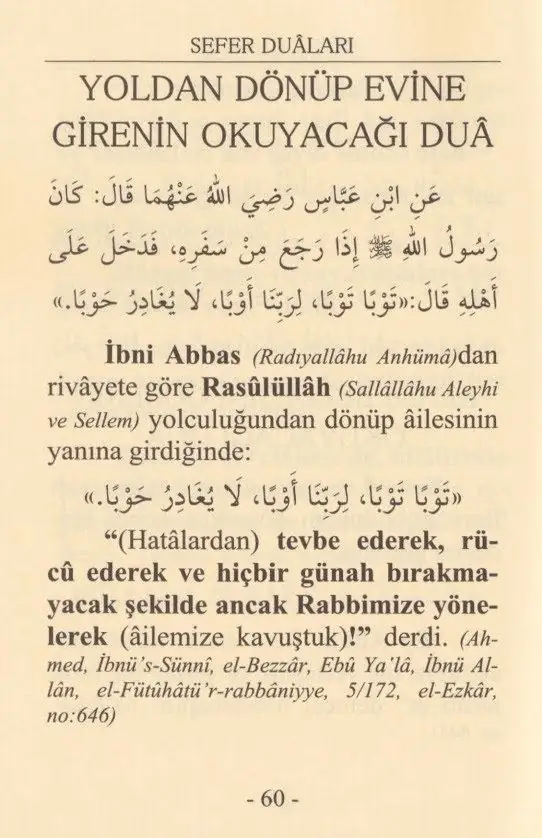 SEFER DUÂLARI
YOLDAN DÖNÜP EVİNE
GİRENİN OKUYACAĞI DUÂ
عَنِ ابْنِ عَبَّاسٍ رَضِيَ اللهُ عَنْهُمَا قَالَ: كَانَ
رَسُولُ اللهِ ﷺ إِذَا رَجَعَ مِنْ سَفَرِهِ، فَدَخَلَ عَلَى
أَهْلِهِ قَالَ:«تَوْبًا تَوْبًا، لِرَبِّنَا أَوْبًا، لَا يُغَادِرُ حَوْبًا.»
İbni Abbas (Radıyallâhu Anhümâ)dan
rivâyete göre Rasûlüllâh (Sallâllâhu Aleyhi
ve Sellem) yolculuğundan dönüp âilesinin
yanına girdiğinde:
«تَوْبًا تَوْبًا، لِرَبِّنَا أَوْبًا، لَا يُغَادِرُ حَوْبًا.»
“(Hatâlardan) tevbe ederek, rü-
cû ederek ve hiçbir günah bırakma-
yacak şekilde ancak Rabbimize yöne-
lerek (âilemize kavuştuk)!” derdi. (Ah-
med, İbnü's-Sünnî, el-Bezzâr, Ebû Ya'lâ, İbnü Al-
lân, el-Fütûhâtü'r-rabbâniyye, 5/172, el-Ezkâr,
no:646)
- 60 -